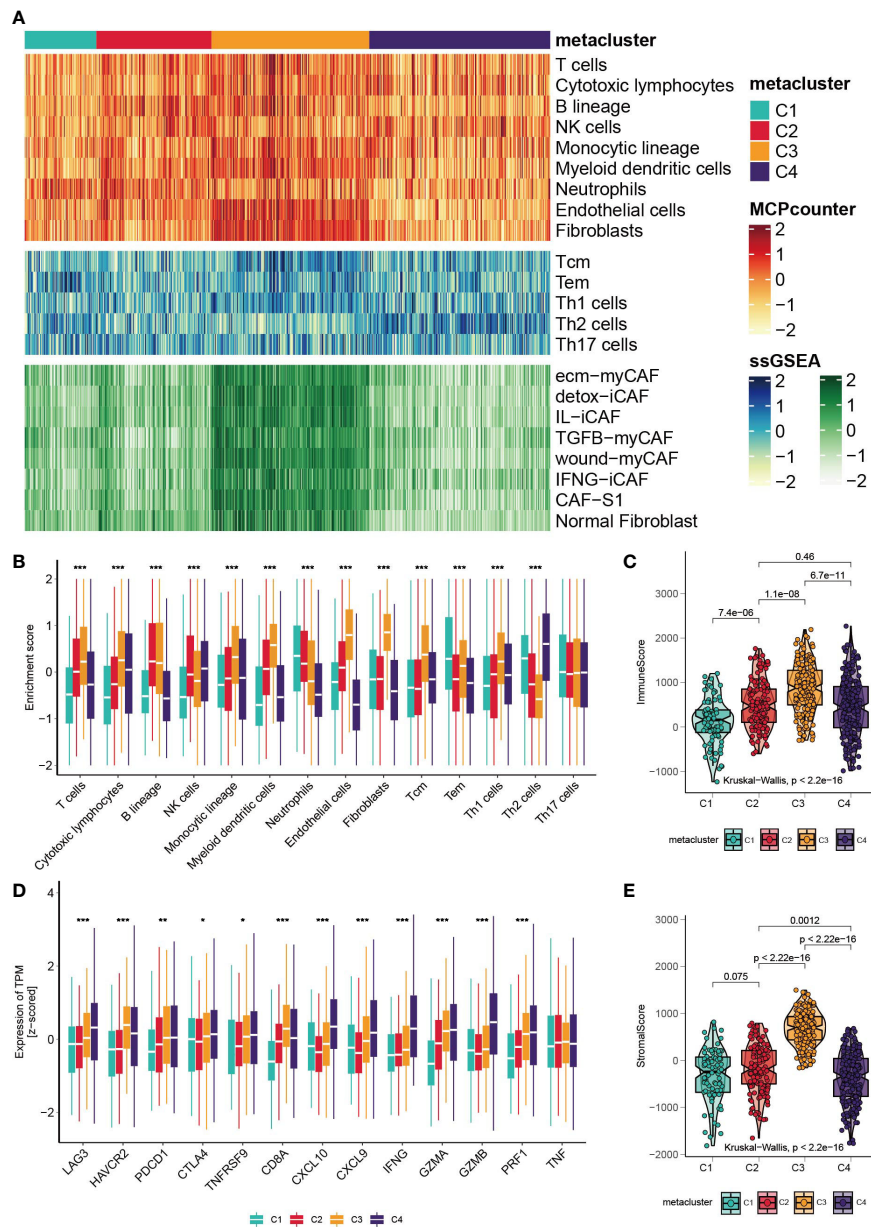 A
metacluster
T cells
Cytotoxic lymphocytes
B lineage
NK cells
Monocytic lineage
Myeloid dendritic cells
Neutrophils
Endothelial cells
Fibroblasts
Tcm
Tem
Th1 cells
Th2 cells
Th17 cells
ecm−myCAF
detox−iCAF
IL−iCAF
TGFB−myCAF
wound−myCAF
IFNG−iCAF
CAF−S1
Normal Fibroblast
metacluster
C1
C2
C3
C4
MCPcounter
2
1
0
−1
−2
ssGSEA
2 2
1 1
0 0
−1 −1
−2 −2
B
Enrichment score
2
1
0
−1
−2
*** *** *** *** *** *** *** *** *** *** *** *** ***
T cells
Cytotoxic lymphocytes
B lineage
NK cells
Monocytic lineage
Myeloid dendritic cells
Neutrophils
Endothelial cells
Fibroblasts
Tcm
Tem
Th1 cells
Th2 cells
Th17 cells
C
ImmuneScore
3000
2000
1000
0
−1000
0.46
6.7e−11
1.1e−08
7.4e−06
Kruskal−Wallis, p < 2.2e−16
C1 C2 C3 C4
metacluster C1 C2 C3 C4
D
Expression of TPM
[z−scored]
4
2
0
−2
*** *** ** * * *** *** *** *** *** *** ***
LAG3
HAVCR2
PDCD1
CTLA4
TNFRSF9
CD8A
CXCL10
CXCL9
IFNG
GZMA
GZMB
PRF1
TNF
C1 C2 C3 C4
E
StromalScore
3000
2000
1000
0
−1000
2000
0.0012
p < 2.22e−16
p < 2.22e−16
0.075
Kruskal−Wallis, p < 2.2e−16
C1 C2 C3 C4
metacluster C1 C2 C3 C4